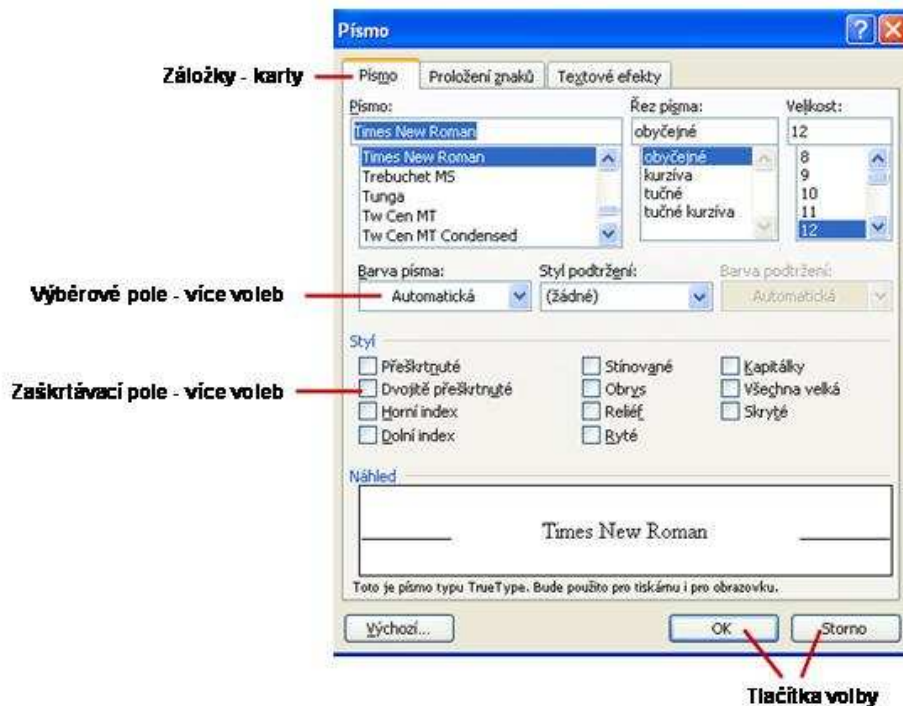 Písmo
Záložky - karty
Písmo Proložení znaků Textové efekty
Písmo: Řez písma: Velikost:
Times New Roman obyčejné 12
Times New Roman obyčejné 8
Trebuchet MS kurzíva 9
Tunga tučné 10
Tw Cen MT tučné kurzíva 11
Tw Cen MT Condensed 12
Barva písma: Styl podtržení: Barva podtržení:
Výběrové pole - více voleb Automatická (žádné) Automatická
Styl
Přeškrtnuté Stínované Kapitálky
Zaškrtávací pole - více voleb Dvojitě přeškrtnuté Obrys Všechna velká
Horní index Reliéf Skryté
Dolní index Ryté
Náhled
Times New Roman
Toto je písmo typu TrueType. Bude použito pro tiskárnu i pro obrazovku.
Výchozí... OK Storno
Tlačítka volby